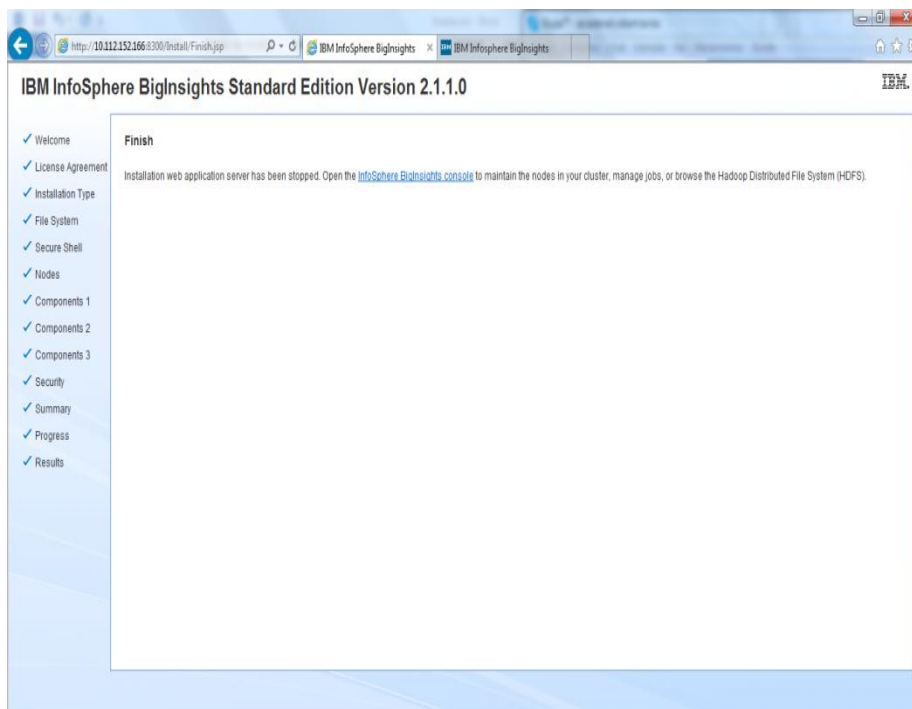 http://10.112.152.166:8300/Install/Finish.jsp
IBM InfoSphere BigInsights
IBM Infosphere BigInsights
IBM InfoSphere BigInsights Standard Edition Version 2.1.1.0
IBM.
Welcome
License Agreement
Installation Type
File System
Secure Shell
Nodes
Components 1
Components 2
Components 3
Security
Summary
Progress
Results
Finish
Installation web application server has been stopped. Open the InfoSphere BigInsights console to maintain the nodes in your cluster, manage jobs, or browse the Hadoop Distributed File System (HDFS).